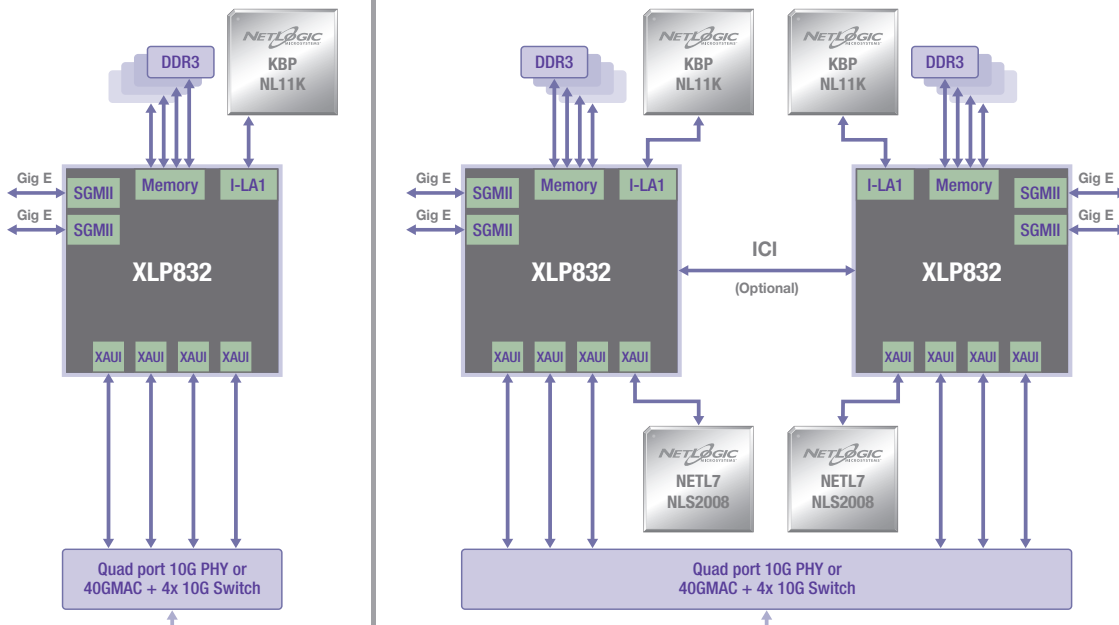 NETLOGIC
MICROSYSTEMS
KBP
NL11K
DDR3
Gig E
Gig E
SGMII
SGMII
Memory
I-LA1
XLP832
XAUI XAUI XAUI XAUI
Quad port 10G PHY or
40GMAC + 4x 10G Switch
DDR3
NETLOGIC
MICROSYSTEMS
KBP
NL11K
Gig E
Gig E
SGMII
SGMII
Memory
I-LA1
XLP832
XAUI XAUI XAUI XAUI
ICI
(Optional)
NETLOGIC
MICROSYSTEMS
KBP
NL11K
DDR3
I-LA1
Memory
SGMII
SGMII
Gig E
Gig E
XLP832
XAUI XAUI XAUI XAUI
NETLOGIC
MICROSYSTEMS
NETL7
NLS2008
NETLOGIC
MICROSYSTEMS
NETL7
NLS2008
Quad port 10G PHY or
40GMAC + 4x 10G Switch